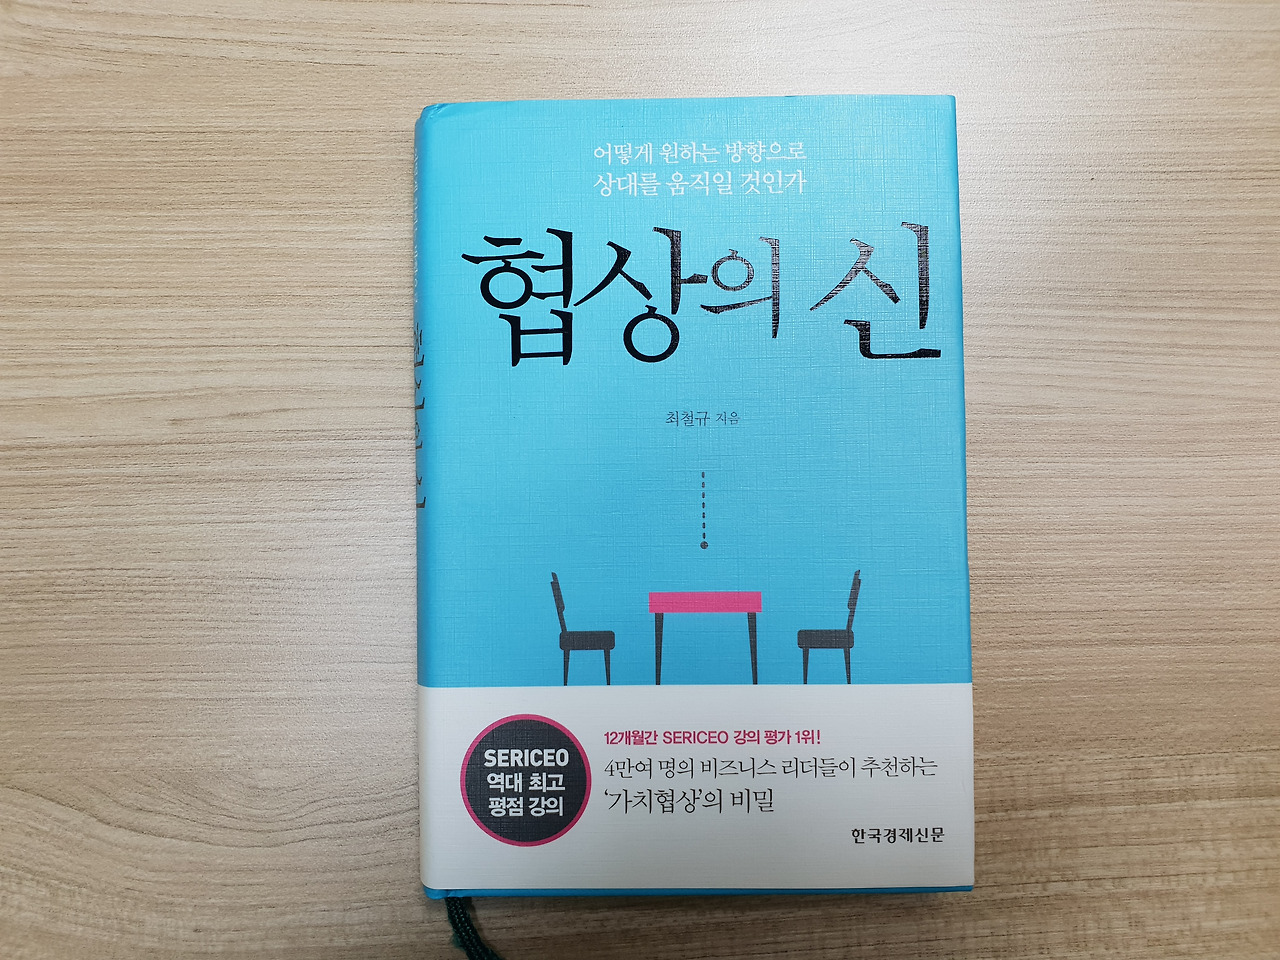 어떻게 원하는 방향으로
상대를 움직일 것인가
협상의 신
최철규 지음
SERICEO
역대 최고
평점 강의
12개월간 SERICEO 강의 평가 1위!
4만여 명의 비즈니스 리더들이 추천하는
‘가치협상’의 비밀
한국경제신문